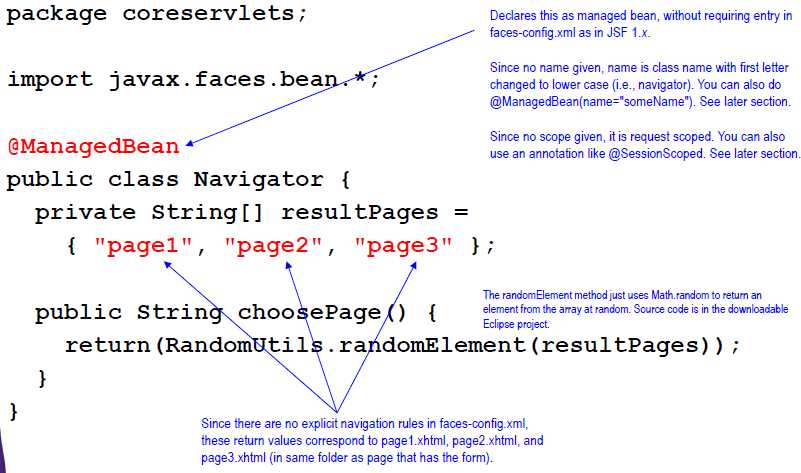 package coreservlets;
import javax.faces.bean.*;
@ManagedBean
public class Navigator {
private String[] resultPages =
{ "page1", "page2", "page3" };
public String choosePage() {
return(RandomUtils.randomElement(resultPages));
}
}
Declares this as managed bean, without requiring entry in
faces-config.xml as in JSF 1.x.
Since no name given, name is class name with first letter
changed to lower case (i.e., navigator). You can also do
@ManagedBean(name="someName"). See later section.
Since no scope given, it is request scoped. You can also
use an annotation like @SessionScoped. See later section.
The randomElement method just uses Math.random to return an
element from the array at random. Source code is in the downloadable
Eclipse project.
Since there are no explicit navigation rules in faces-config.xml,
these return values correspond to page1.xhtml, page2.xhtml, and
page3.xhtml (in same folder as page that has the form).